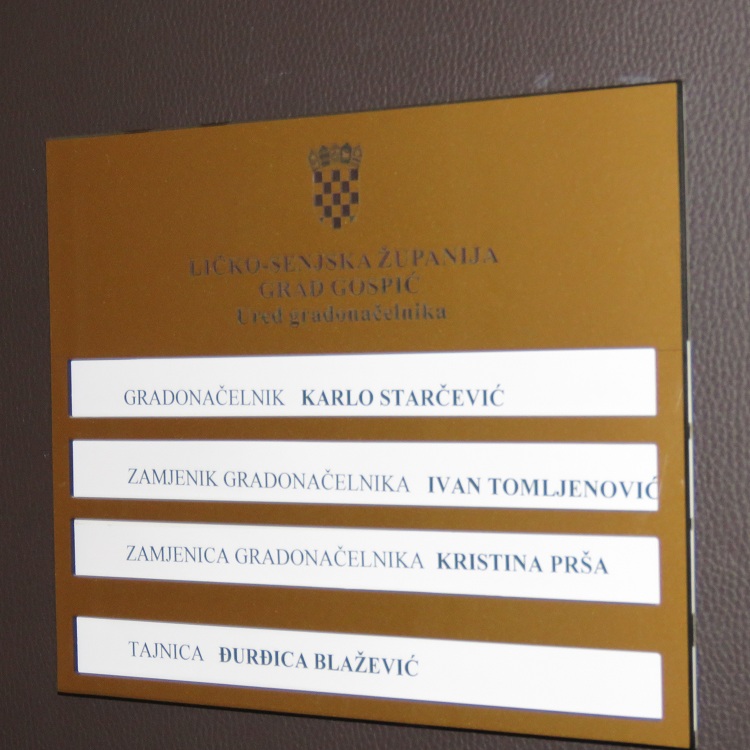 LIČKO-SENJSKA ŽUPANIJA
GRAD GOSPIĆ
Ured gradonačelnika
GRADONAČELNIK KARLO STARČEVIĆ
ZAMJENIK GRADONAČELNIKA IVAN TOMLJENOVIĆ
ZAMJENICA GRADONAČELNIKA KRISTINA PRŠA
TAJNICA ĐURĐICA BLAŽEVIĆ